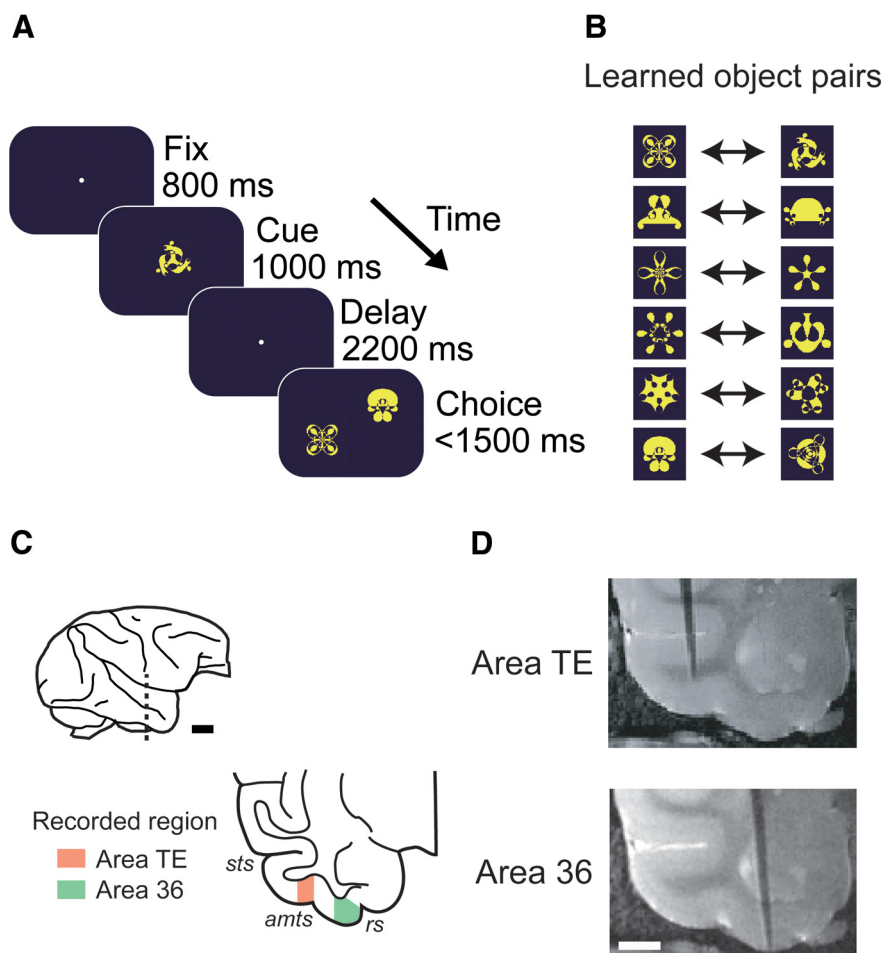 A
Fix
800 ms
Cue
1000 ms
Time
Delay
2200 ms
Choice
<1500 ms
B
Learned object pairs
C
Recorded region
Area TE
Area 36
sts
amts
rs
D
Area TE
Area 36